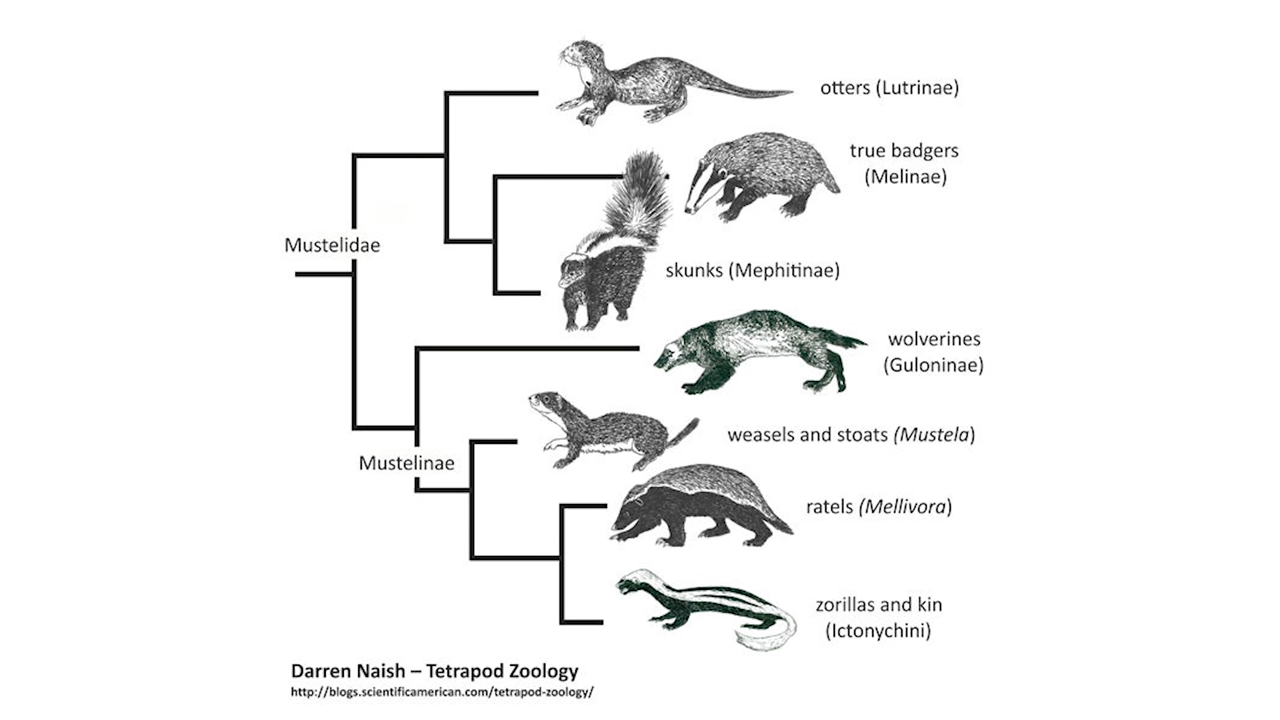 otters (Lutrinae)
true badgers
(Melinae)
Mustelidae
skunks (Mephitinae)
wolverines
(Guloninae)
weasels and stoats (Mustela)
Mustelinae
ratels (Mellivora)
zorillas and kin
(Ictonychini)
Darren Naish – Tetrapod Zoology
http://blogs.scientificamerican.com/tetrapod-zoology/